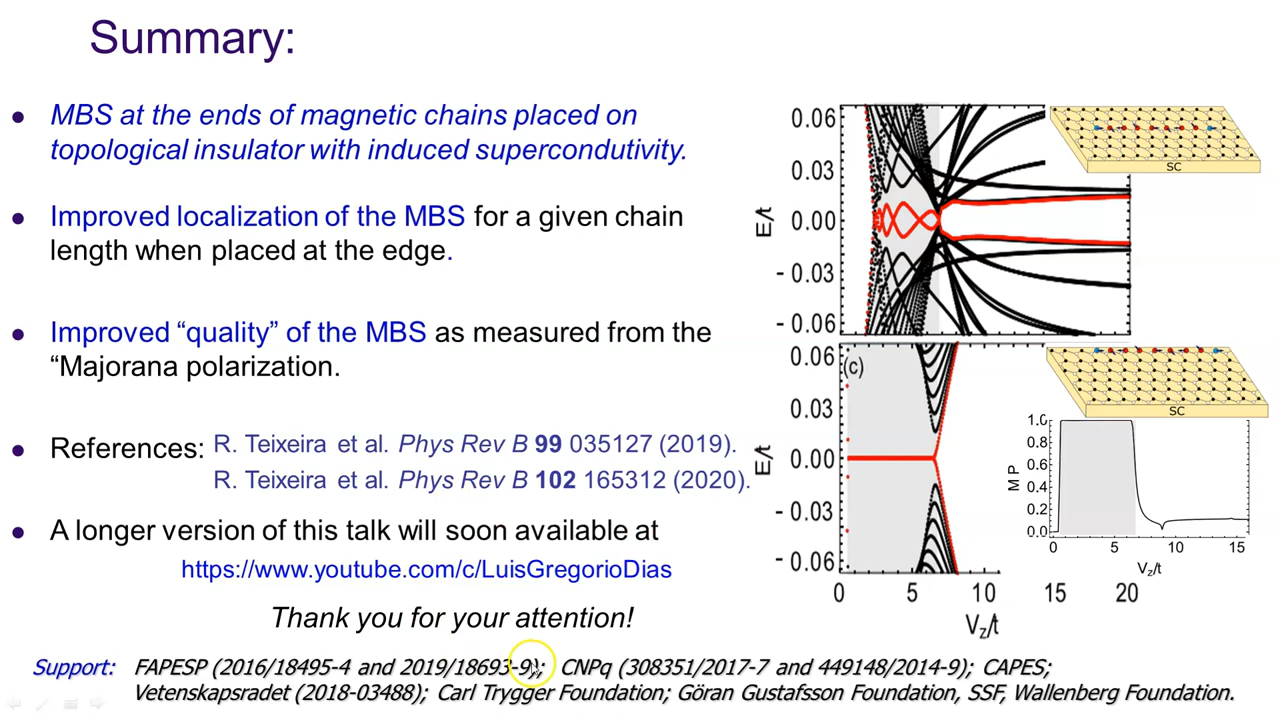 Summary:
MBS at the ends of magnetic chains placed on
topological insulator with induced supercondutivity.
Improved localization of the MBS for a given chain
length when placed at the edge.
Improved “quality” of the MBS as measured from the
“Majorana polarization.
References: R. Teixeira et al. Phys Rev B 99 035127 (2019).
R. Teixeira et al. Phys Rev B 102 165312 (2020).
A longer version of this talk will soon available at
https://www.youtube.com/c/LuisGregorioDias
Thank you for your attention!
Support: FAPESP (2016/18495-4 and 2019/18693-9); CNPq (308351/2017-7 and 449148/2014-9); CAPES;
Vetenskapsradet (2018-03488); Carl Trygger Foundation; Göran Gustafsson Foundation, SSF, Wallenberg Foundation.
0.06
0.03
0.00
- 0.03
- 0.06
E/t
SC
0.06
0.03
0.00
- 0.03
- 0.06
E/t
(c)
SC
1.0
0.8
0.6
0.4
0.2
0.0
M P
0 5 10 15
Vz/t
0 5 10 15 20
Vz/t